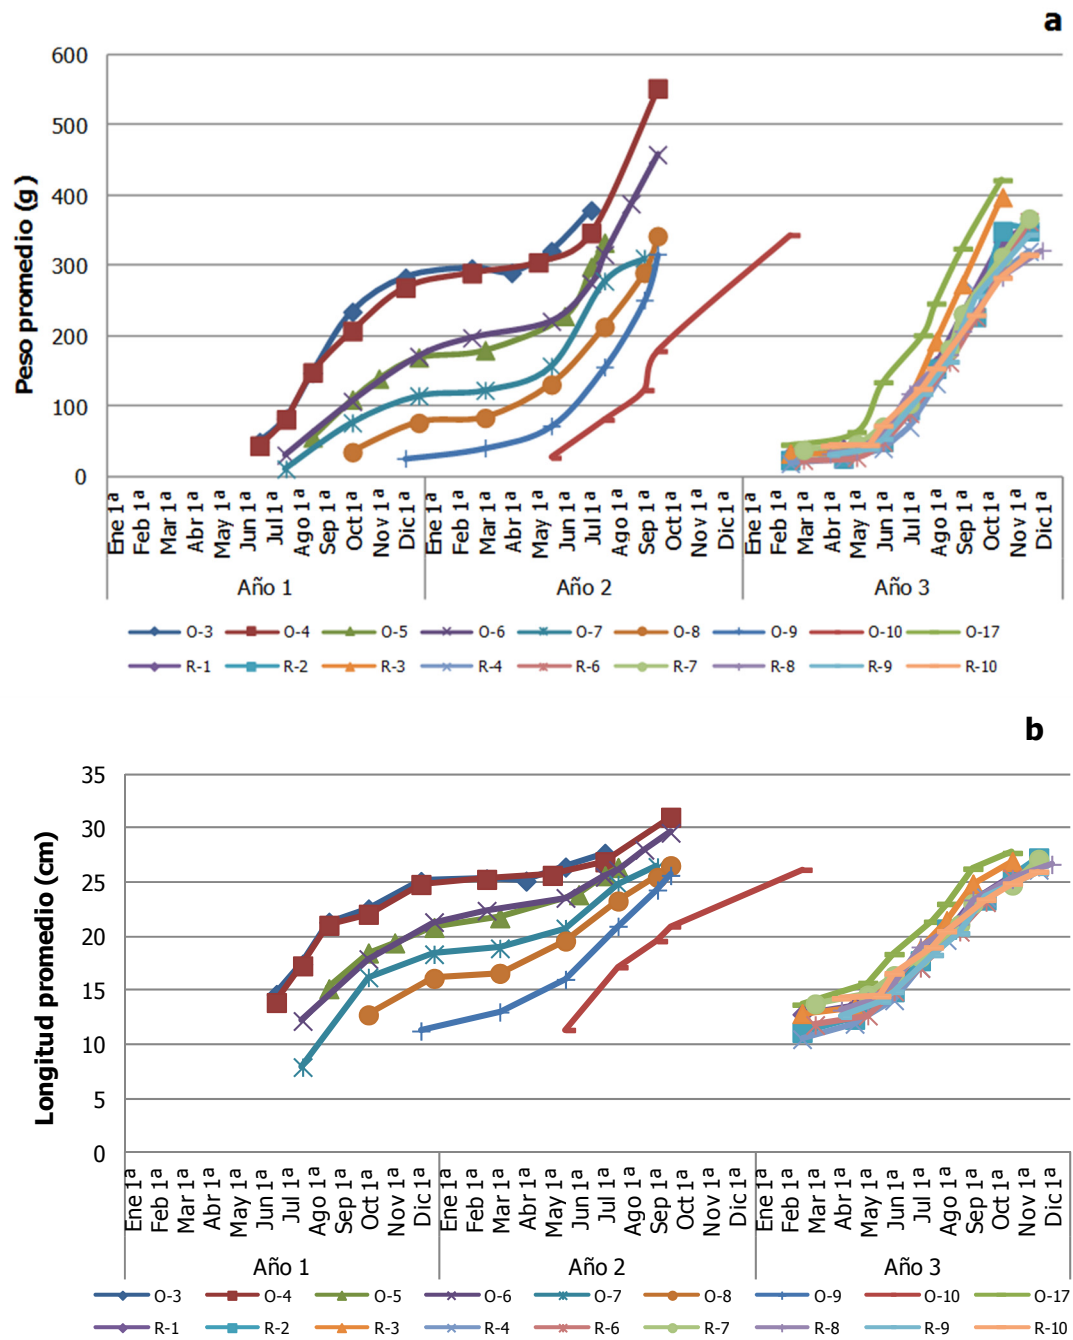 a
600
500
400
300
200
100
0
Peso promedio (g)
Ene 1ª Feb 1ª Mar 1ª Abr 1ª May 1ª Jun 1ª Jul 1ª Ago 1ª Sep 1ª Oct 1ª Nov 1ª Dic 1ª Ene 1ª Feb 1ª Mar 1ª Abr 1ª May 1ª Jun 1ª Jul 1ª Ago 1ª Sep 1ª Oct 1ª Nov 1ª Dic 1ª Ene 1ª Feb 1ª Mar 1ª Abr 1ª May 1ª Jun 1ª Jul 1ª Ago 1ª Sep 1ª Oct 1ª Nov 1ª Dic 1ª
Año 1 Año 2 Año 3
O-3 O-4 O-5 O-6 O-7 O-8 O-9 O-10 O-17
R-1 R-2 R-3 R-4 R-6 R-7 R-8 R-9 R-10
b
35
30
25
20
15
10
5
0
Longitud promedio (cm)
Ene 1ª Feb 1ª Mar 1ª Abr 1ª May 1ª Jun 1ª Jul 1ª Ago 1ª Sep 1ª Oct 1ª Nov 1ª Dic 1ª Ene 1ª Feb 1ª Mar 1ª Abr 1ª May 1ª Jun 1ª Jul 1ª Ago 1ª Sep 1ª Oct 1ª Nov 1ª Dic 1ª Ene 1ª Feb 1ª Mar 1ª Abr 1ª May 1ª Jun 1ª Jul 1ª Ago 1ª Sep 1ª Oct 1ª Nov 1ª Dic 1ª
Año 1 Año 2 Año 3
O-3 O-4 O-5 O-6 O-7 O-8 O-9 O-10 O-17
R-1 R-2 R-3 R-4 R-6 R-7 R-8 R-9 R-10